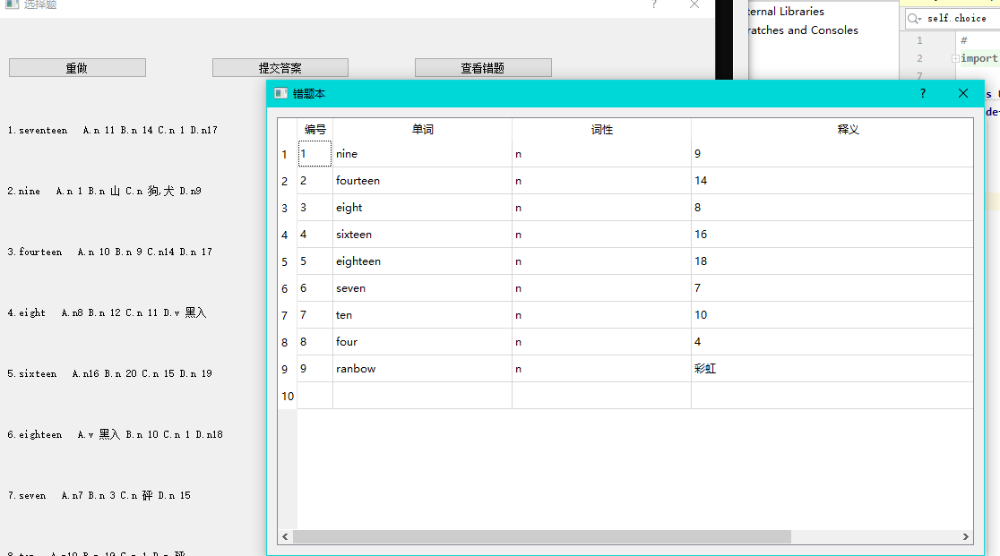 选择题
?
重做 提交答案 查看错题
1.seventeen A.n 11 B.n 14 C.n 1 D.n17
2.nine A.n 1 B.n 山 C.n 狗,犬 D.n9
3.fourteen A.n 10 B.n 9 C.n14 D.n 17
4.eight A.n8 B.n 12 C.n 11 D.v 黑入
5.sixteen A.n16 B.n 20 C.n 15 D.n 19
6.eighteen A.v 黑入 B.n 10 C.n 1 D.n18
7.seven A.n7 B.n 3 C.n 砰 D.n 15
错题本
?
编号 单词 词性 释义
1 1 nine n 9
2 2 fourteen n 14
3 3 eight n 8
4 4 sixteen n 16
5 5 eighteen n 18
6 6 seven n 7
7 7 ten n 10
8 8 four n 4
9 9 ranbow n 彩虹
10
ternal Libraries
ratches and Consoles
self.choice
1 #
2 import
7